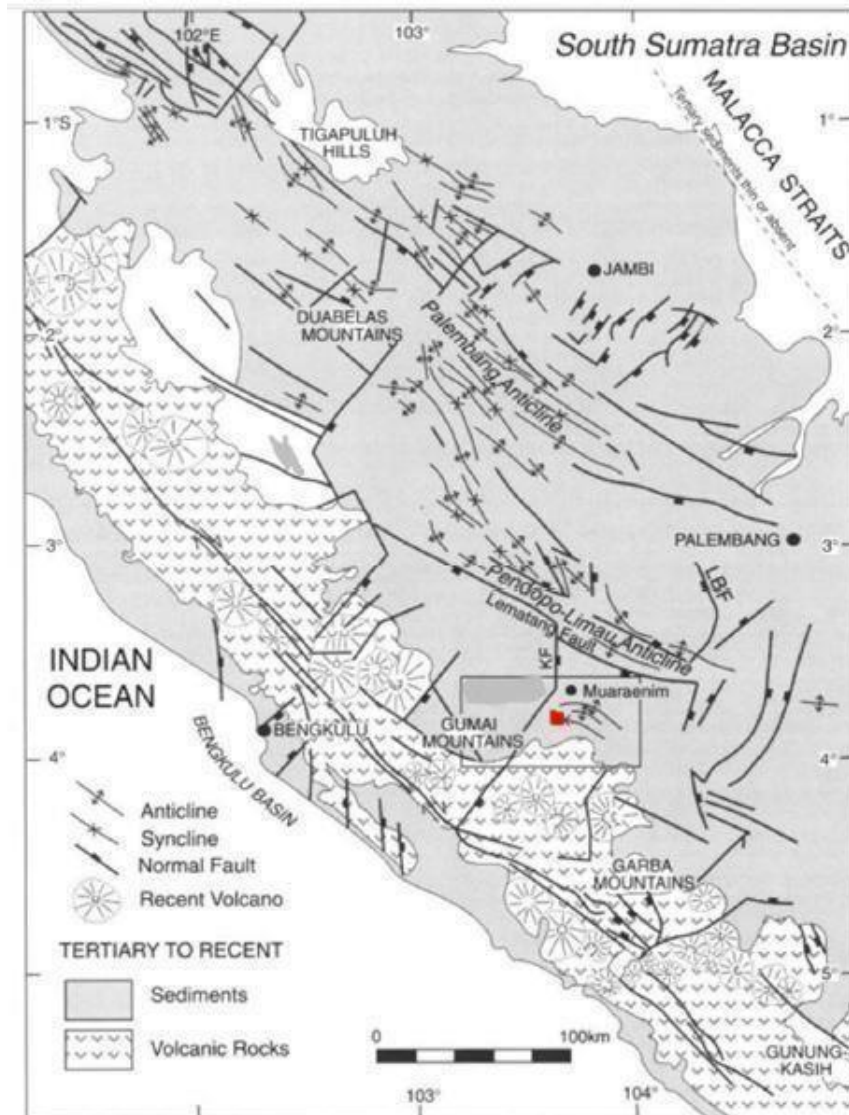 102°E
103°
South Sumatra Basin
MALACCA STRAITS
Tertiary sediments thin or absent
1°S
1°
TIGAPULUH
HILLS
JAMBI
DUABELAS
MOUNTAINS
2°
2°
Palembang Anticline
PALEMBANG
3°
3°
LBF
Pendopo-Limau Anticline
Lematang Fault
KF
Muaraenim
INDIAN
OCEAN
GUMAI
MOUNTAINS
BENGKULU
4°
4°
BENGKULU BASIN
Anticline
Syncline
Normal Fault
Recent Volcano
GARBA
MOUNTAINS
TERTIARY TO RECENT
5°
Sediments
Volcanic Rocks
0
100km
GUNUNG
KASIH
103°
104°